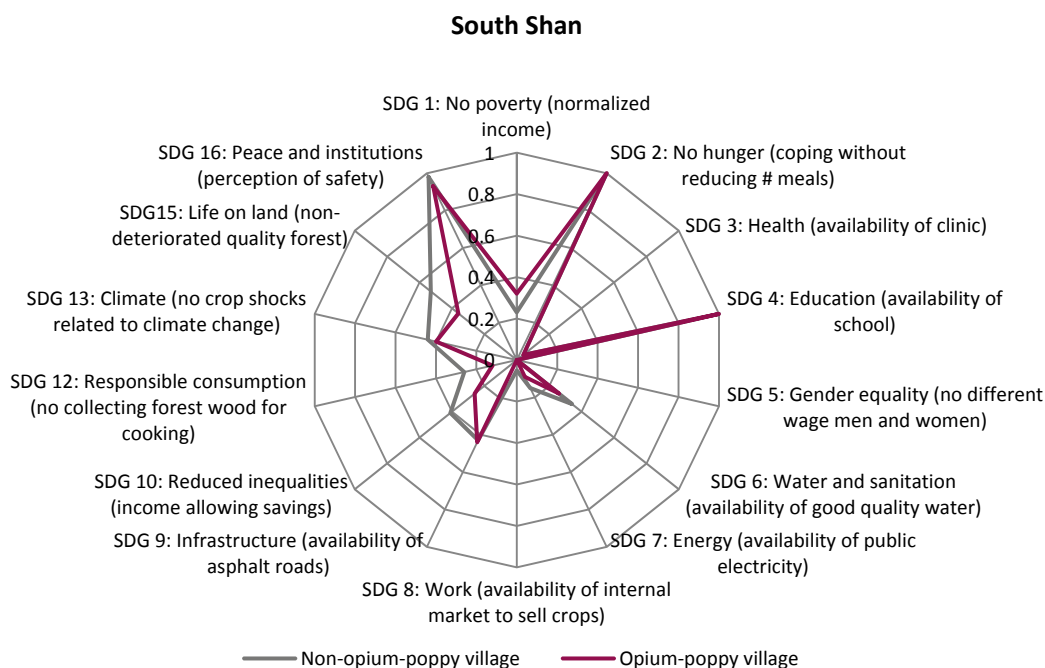 South Shan
SDG 1: No poverty (normalized
income)
SDG 2: No hunger (coping without
reducing # meals)
SDG 3: Health (availability of clinic)
SDG 4: Education (availability of
school)
SDG 5: Gender equality (no different
wage men and women)
SDG 6: Water and sanitation
(availability of good quality water)
SDG 7: Energy (availability of public
electricity)
SDG 8: Work (availability of internal
market to sell crops)
SDG 9: Infrastructure (availability of
asphalt roads)
SDG 10: Reduced inequalities
(income allowing savings)
SDG 12: Responsible consumption
(no collecting forest wood for
cooking)
SDG 13: Climate (no crop shocks
related to climate change)
SDG15: Life on land (non-
deteriorated quality forest)
SDG 16: Peace and institutions
(perception of safety)
1
0.8
0.6
0.4
0.2
0
Non-opium-poppy village
Opium-poppy village